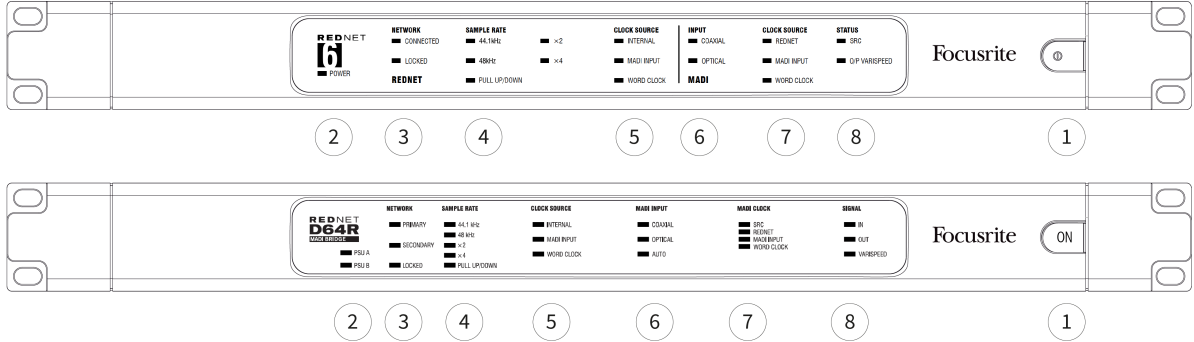 REDNET
6
POWER
NETWORK
CONNECTED
LOCKED
REDNET
SAMPLE RATE
44.1kHz
×2
48kHz
×4
PULL UP/DOWN
CLOCK SOURCE
INTERNAL
MADI INPUT
WORD CLOCK
INPUT
COAXIAL
OPTICAL
MADI
CLOCK SOURCE
REDNET
MADI INPUT
WORD CLOCK
STATUS
SRC
O/P VARISPEED
Focusrite
2 3 4 5 6 7 8 1
REDNET
D64R
MADI BRIDGE
PSU A
PSU B
NETWORK
PRIMARY
SECONDARY
LOCKED
SAMPLE RATE
44.1 kHz
48 kHz
×2
×4
PULL UP/DOWN
CLOCK SOURCE
INTERNAL
MADI INPUT
WORD CLOCK
MADI INPUT
COAXIAL
OPTICAL
AUTO
MADI CLOCK
SRC
REDNET
MADI INPUT
WORD CLOCK
SIGNAL
IN
OUT
VARISPEED
Focusrite
ON
2 3 4 5 6 7 8 1